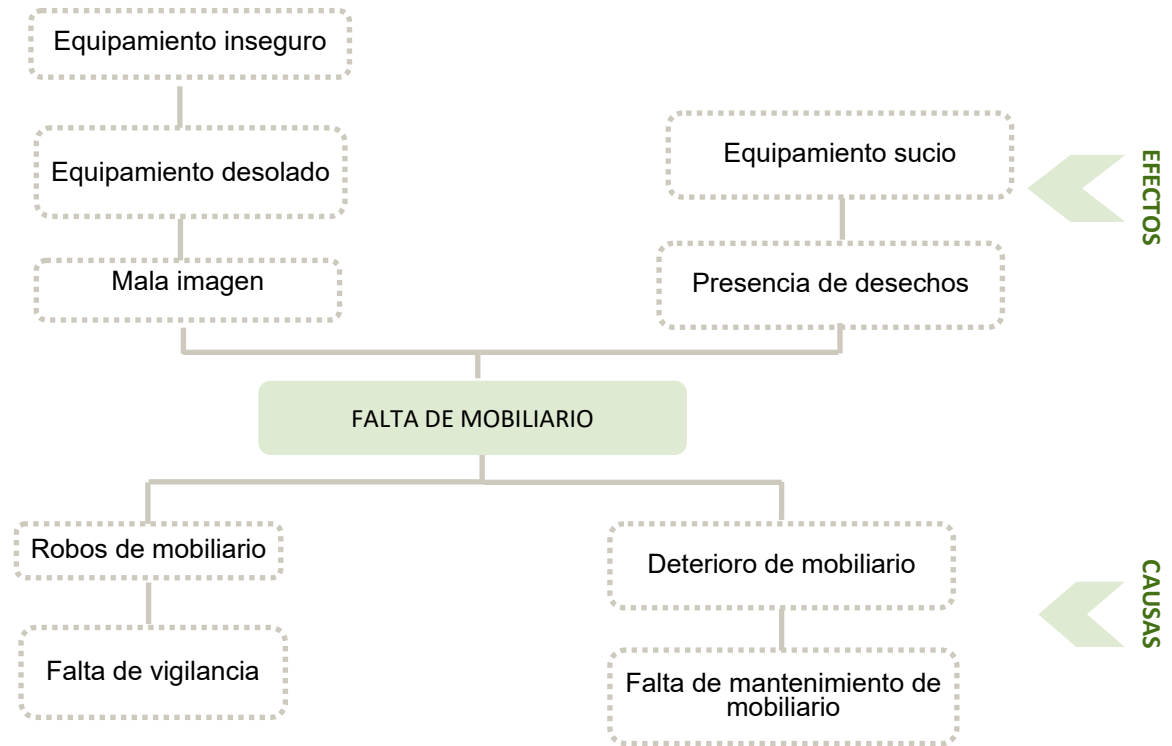 Equipamiento inseguro
Equipamiento desolado
Mala imagen
Equipamiento sucio
Presencia de desechos
EFECTOS
FALTA DE MOBILIARIO
Robos de mobiliario
Falta de vigilancia
Deterioro de mobiliario
Falta de mantenimiento de
mobiliario
CAUSAS